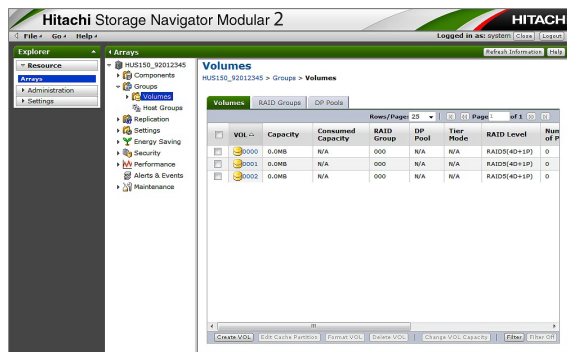 Hitachi Storage Navigator Modular 2
HITACH
File Go Help
Logged in as: system Close Logout
Explorer
Arrays
Refresh Information Help
Resource
Arrays
Administration
Settings
HUS150_92012345
Components
Groups
Volumes
Host Groups
Replication
Settings
Energy Saving
Security
Performance
Alerts & Events
Maintenance
Volumes
HUS150_92012345 > Groups > Volumes
Volumes RAID Groups DP Pools
Rows/Page: 25 Page 1 of 1
VOL Capacity Consumed Capacity RAID Group DP Pool Tier Mode RAID Level Num of P
0000 0.0MB N/A 000 N/A N/A RAID5(4D+1P) 0
0001 0.0MB N/A 000 N/A N/A RAID5(4D+1P) 0
0002 0.0MB N/A 000 N/A N/A RAID5(4D+1P) 0
Create VOL Edit Cache Partition Format VOL Delete VOL Change VOL Capacity Filter Filter Off